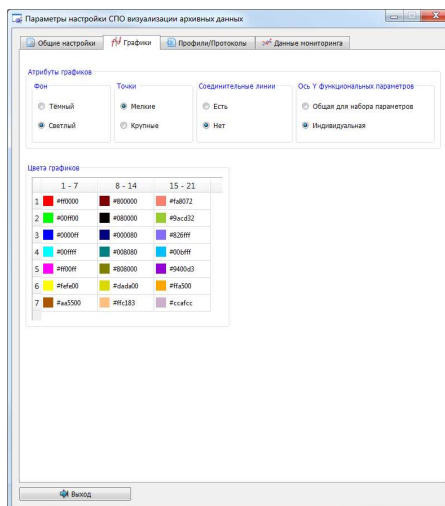 Параметры настройки СПО визуализации архивных данных
Общие настройки Графики Профили/Протоколы Данные мониторинга
Атрибуты графиков
Фон Точки Соединительные линии Ось Y функциональных параметров
Тёмный Мелкие Есть Общая для набора параметров
Светлый Крупные Нет Индивидуальная
Цвета графиков
1 - 7 8 - 14 15 - 21
1 #ff0000 #800000 #fa8072
2 #00ff00 #080000 #9acd32
3 #0000ff #000080 #826fff
4 #00ffff #008080 #00bfff
5 #ff00ff #808000 #9400d3
6 #fefe00 #dada00 #ffa500
7 #aa5500 #ffc183 #ccafcc
Выход